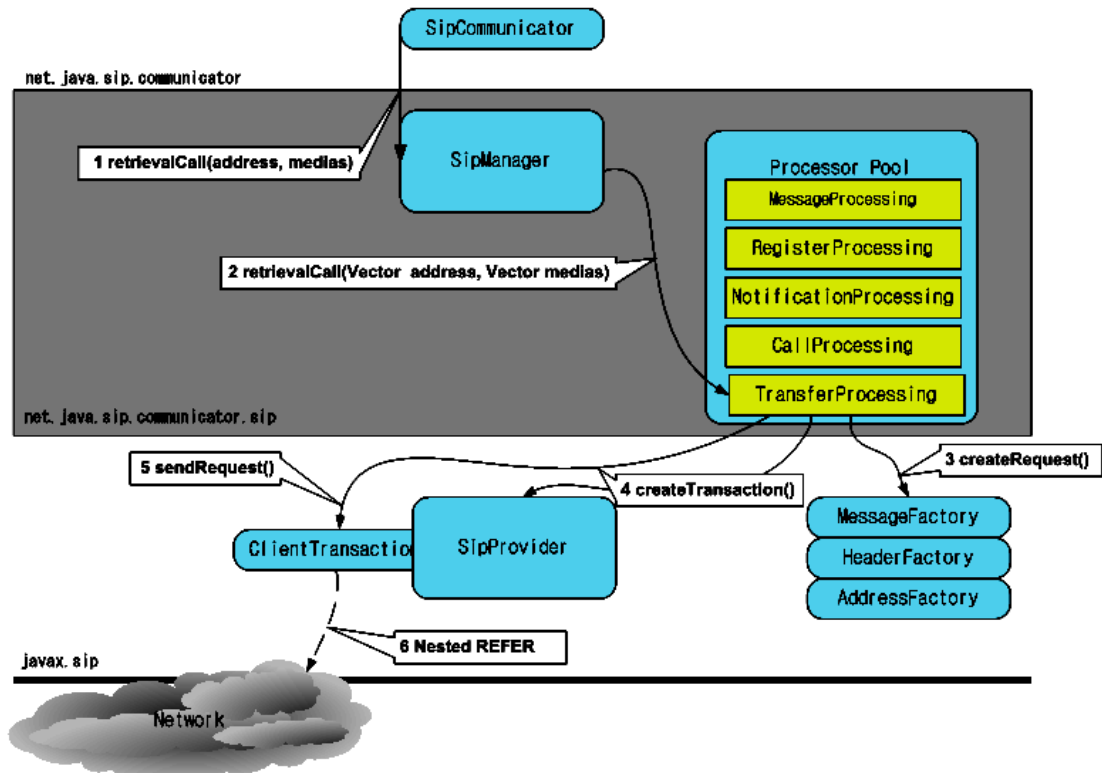 SipCommunicator
net.java.sip.communicator
1 retrievalCall(address, medias)
SipManager
Processor Pool
MessageProcessing
RegisterProcessing
2 retrievalCall(Vector address, Vector medias)
NotificationProcessing
CallProcessing
TransferProcessing
net.java.sip.communicator.sip
5 sendRequest()
3 createRequest()
4 createTransaction()
MessageFactory
ClientTransaction
SipProvider
HeaderFactory
AddressFactory
6 Nested REFER
javax.sip
Network